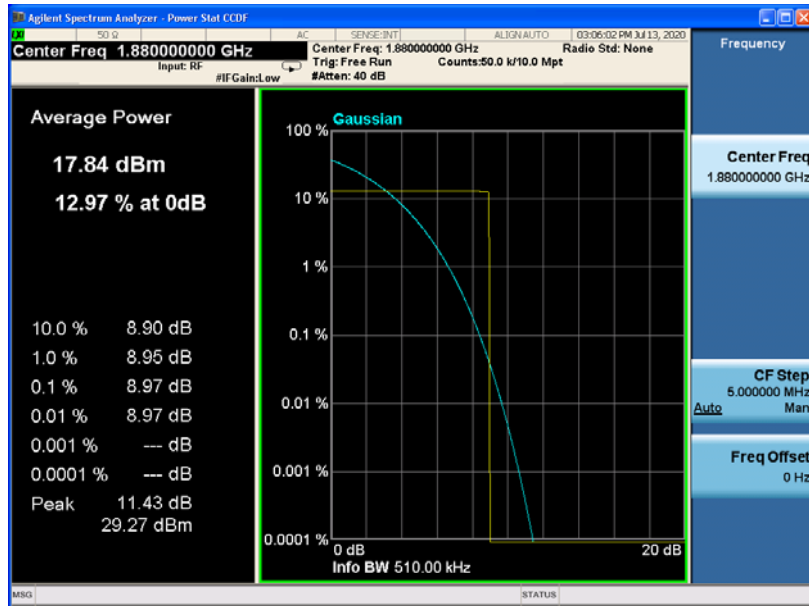 Agilent Spectrum Analyzer - Power Stat CCDF
50 Ω AC SENSE:INT ALIGN AUTO 03:06:02 PM Jul 13, 2020
Center Freq 1.880000000 GHz
Input: RF
#IFGain:Low
Center Freq: 1.880000000 GHz Radio Std: None
Trig: Free Run Counts:50.0 k/10.0 Mpt
#Atten: 40 dB
Average Power
17.84 dBm
12.97 % at 0dB
10.0 % 8.90 dB
1.0 % 8.95 dB
0.1 % 8.97 dB
0.01 % 8.97 dB
0.001 % --- dB
0.0001 % --- dB
Peak 11.43 dB
29.27 dBm
Gaussian
100 %
10 %
1 %
0.1 %
0.01 %
0.001 %
0.0001 %
0 dB 20 dB
Info BW 510.00 kHz
Frequency
Center Freq
1.880000000 GHz
CF Step
5.000000 MHz
Auto Man
Freq Offset
0 Hz
MSG STATUS